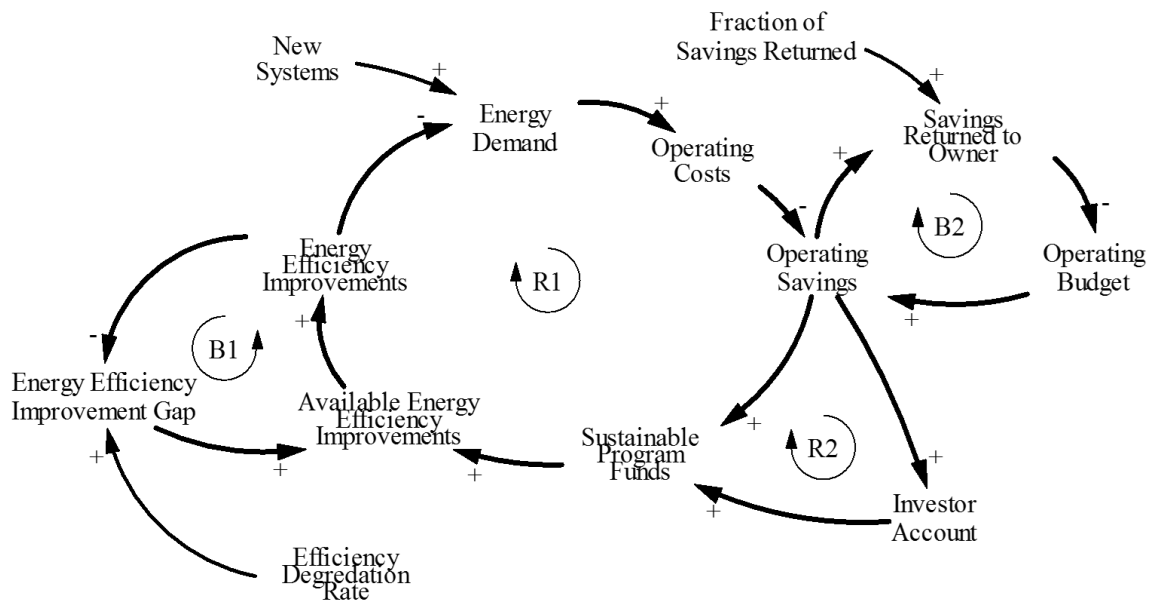 New
Systems
+
-
Energy
Demand
+
Operating
Costs
-
Fraction of
Savings Returned
+
Savings
Returned to
Owner
+
B2
-
Operating
Budget
+
Operating
Savings
R1
Energy
Efficiency
Improvements
+
-
B1
Energy Efficiency
Improvement Gap
+
+
Available Energy
Efficiency
Improvements
+
Sustainable
Program
Funds
+
+
R2
+
Investor
Account
Efficiency
Degredation
Rate